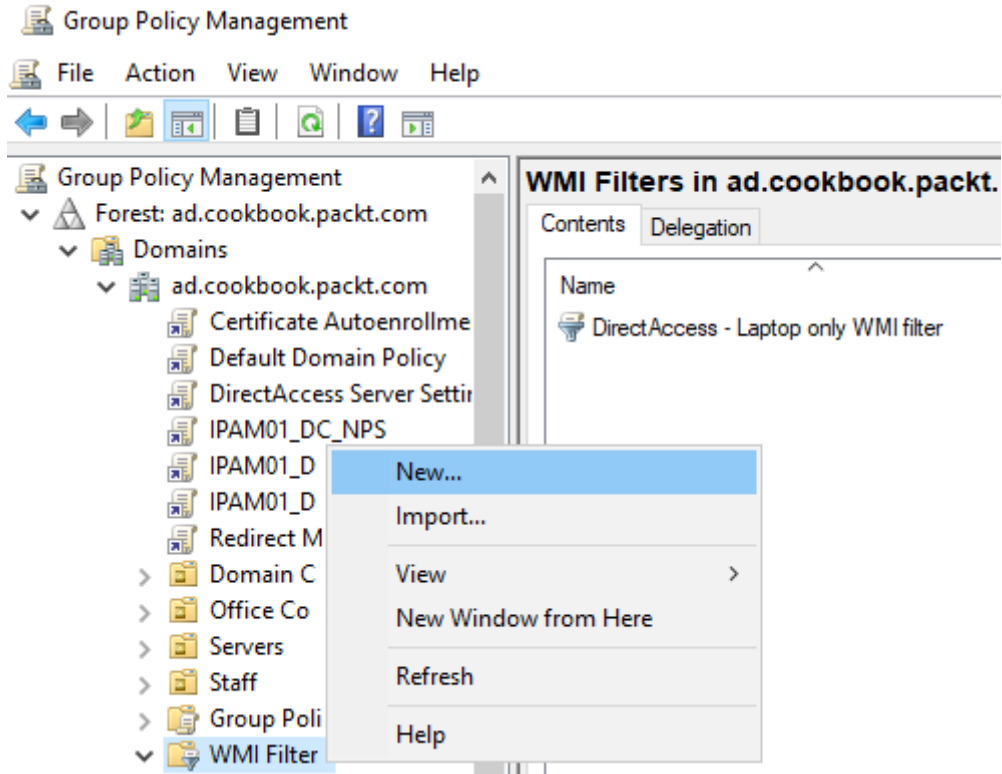 Group Policy Management
File Action View Window Help
Group Policy Management
Forest: ad.cookbook.packt.com
Domains
ad.cookbook.packt.com
Certificate Autoenrollme
Default Domain Policy
DirectAccess Server Settin
IPAM01_DC_NPS
IPAM01_D
IPAM01_D
Redirect M
Domain C
Office Co
Servers
Staff
Group Poli
WMI Filter
New...
Import...
View
New Window from Here
Refresh
Help
WMI Filters in ad.cookbook.packt.
Contents Delegation
Name
DirectAccess - Laptop only WMI filter